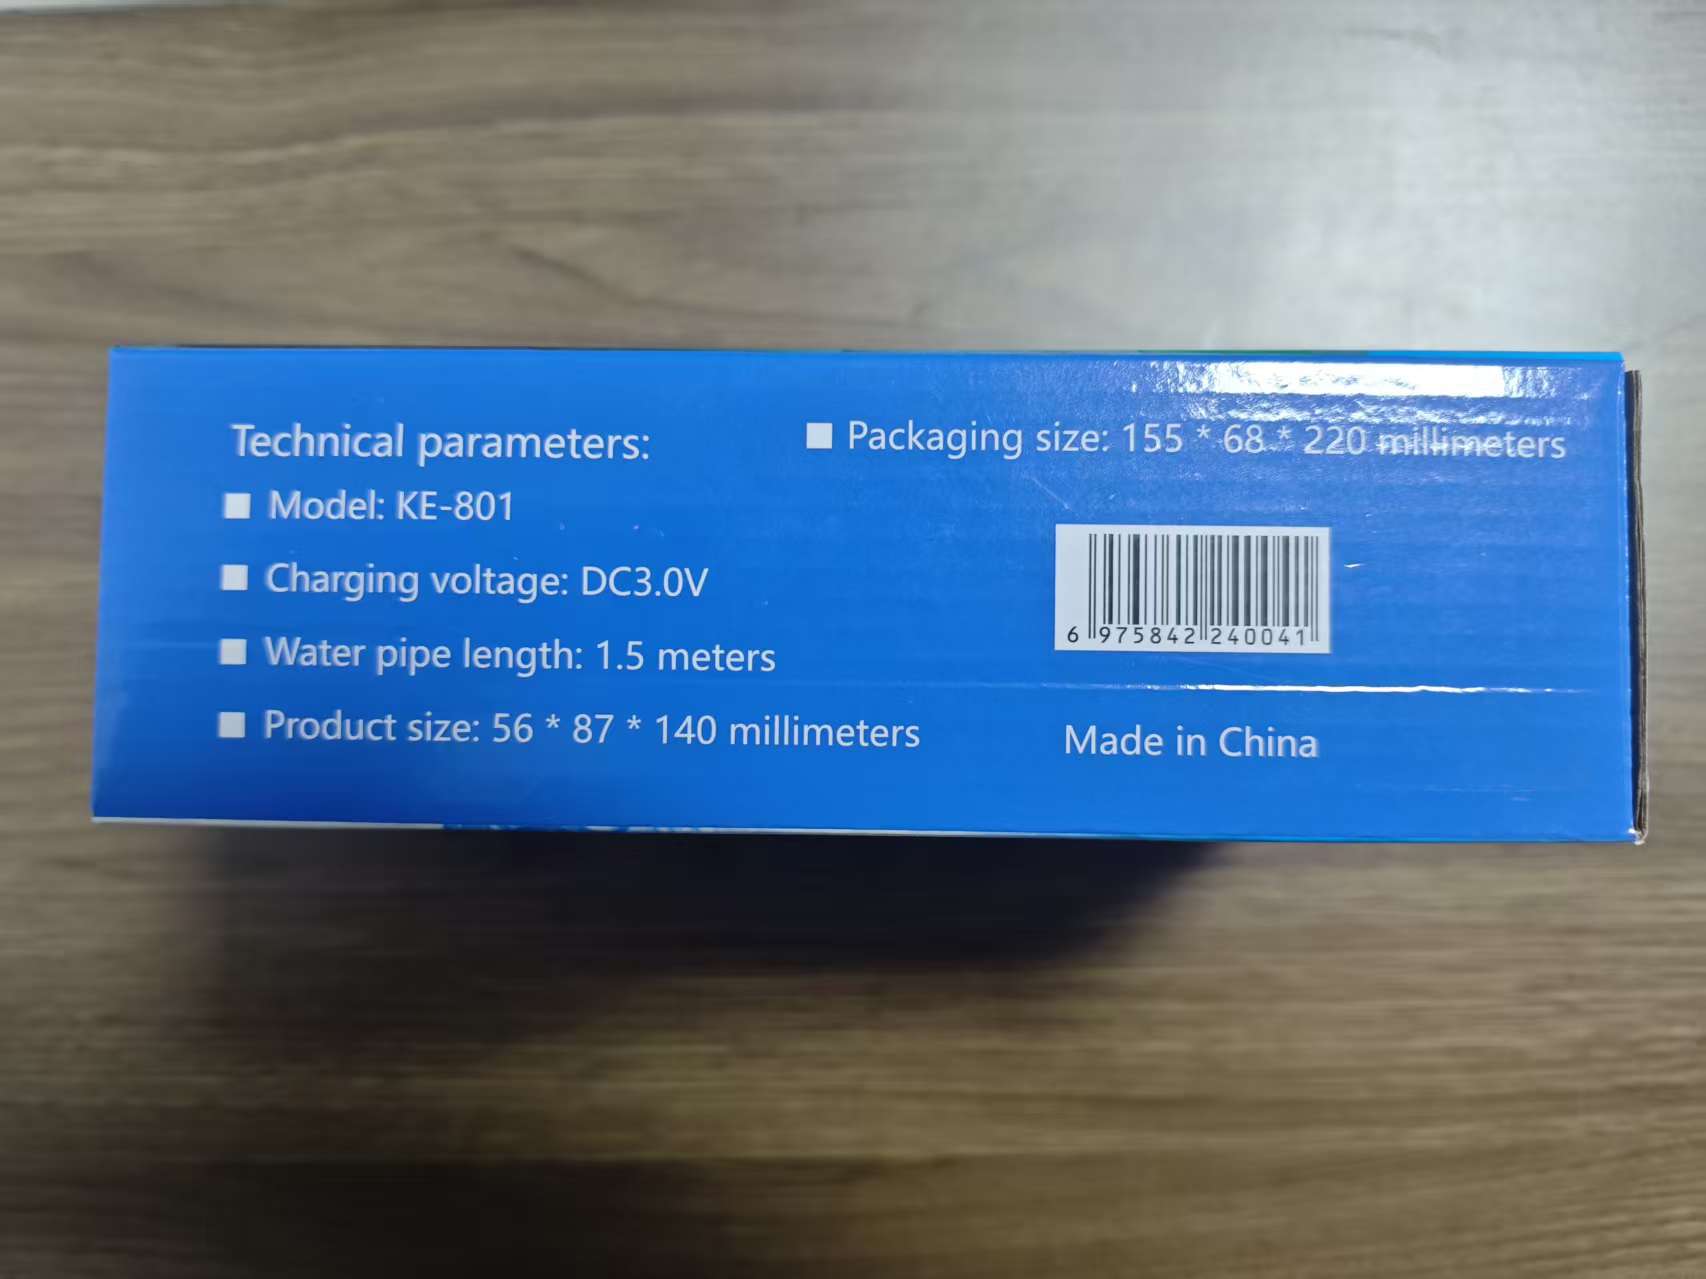 Technical parameters:
■ Model: KE-801
■ Charging voltage: DC3.0V
■ Water pipe length: 1.5 meters
■ Product size: 56 * 87 * 140 millimeters
■ Packaging size: 155 * 68 * 220 millimeters
6 975842 240041
Made in China